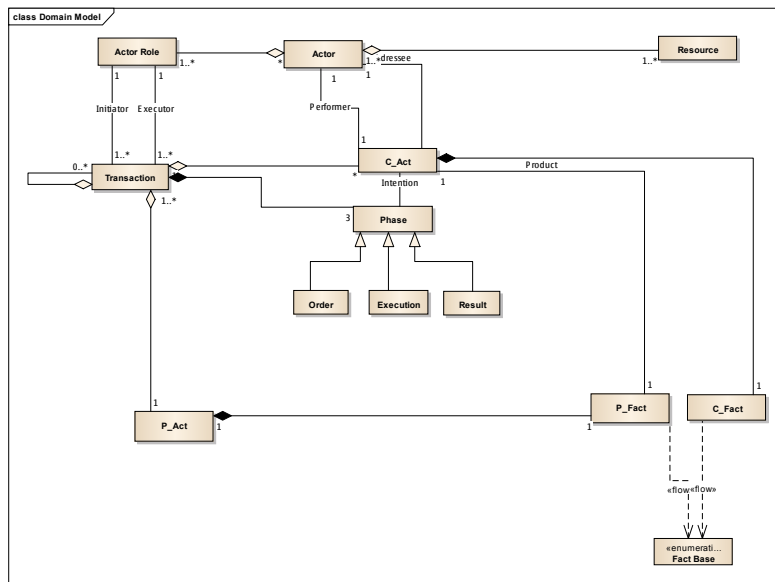 class Domain Model
Actor Role
Actor
Resource
1..*
*
1..*
1..*
dressee
1
1
1
1
Initiator
Executor
Performer
1
1..*
1..*
0..*
Transaction
C_Act
Product
*
1
Intention
1..*
3
Phase
Order
Execution
Result
1
1
1
P_Act
P_Fact
C_Fact
1
1
«flow»
«flow»
«enumerati...
Fact Base